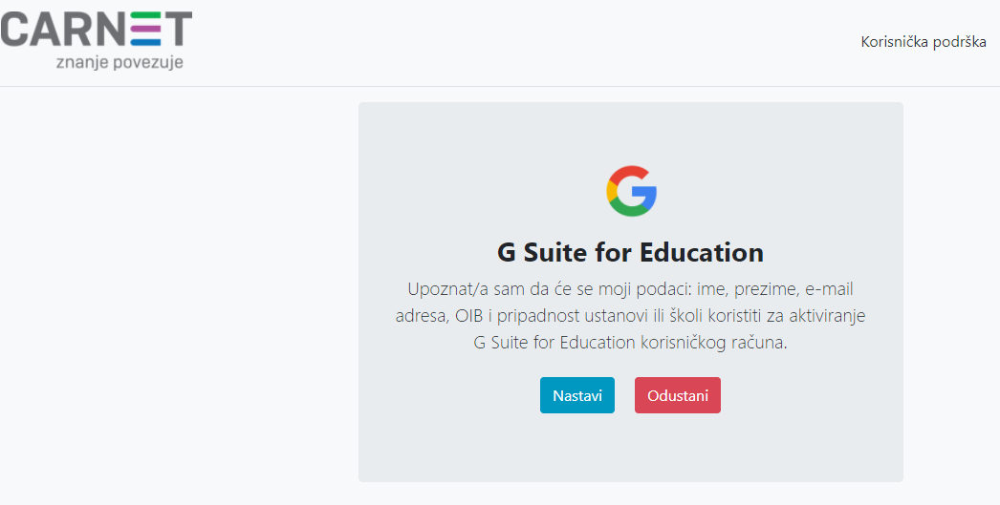 CARNET
znanje povezuje
Korisnička podrška
G Suite for Education
Upoznat/a sam da će se moji podaci: ime, prezime, e-mail
adresa, OIB i pripadnost ustanovi ili školi koristiti za aktiviranje
G Suite for Education korisničkog računa.
Nastavi
Odustani